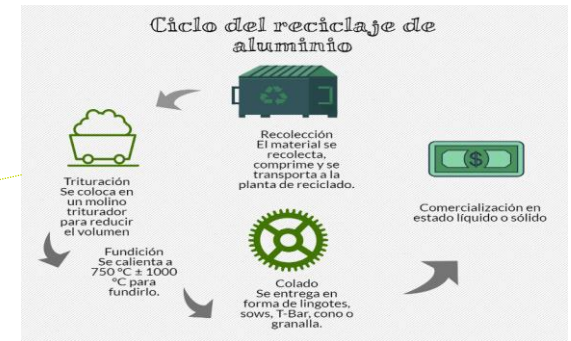 Ciclo del reciclaje de
aluminio
Recolección
El material se
recolecta,
comprime y se
transporta a la
planta de reciclado.
Trituración
Se coloca en
un molino
triturador
para reducir
el volumen
Fundición
Se calienta a
750 °C ± 1000
°C para
fundirlo.
Colado
Se entrega en
forma de lingotes,
sows, T-Bar, cono o
granalla.
$
Comercialización en
estado líquido o sólido